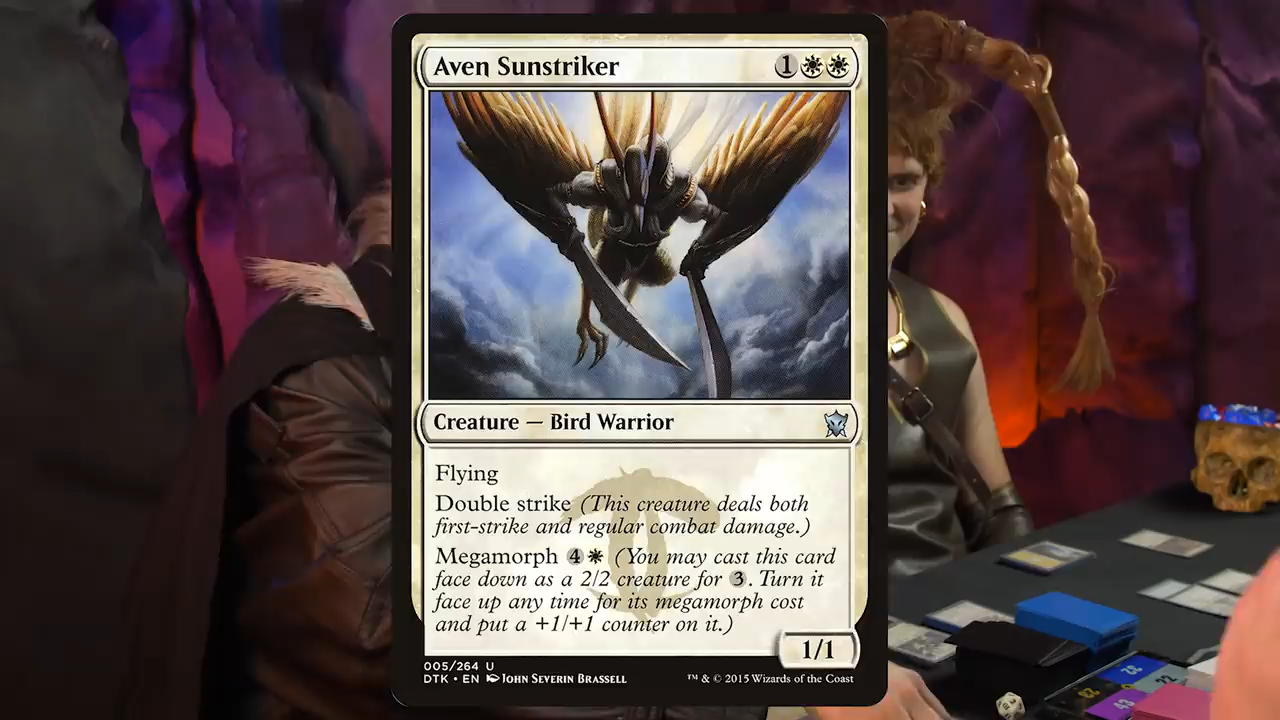 Aven Sunstriker 1
Creature — Bird Warrior
Flying
Double strike (This creature deals both
first-strike and regular combat damage.)
Megamorph 4 (You may cast this card
face down as a 2/2 creature for 3. Turn it
face up any time for its megamorph cost
and put a +1/+1 counter on it.)
1/1
005/264 U
DTK • EN John Severin Brassell
™ & © 2015 Wizards of the Coast
32
22
43